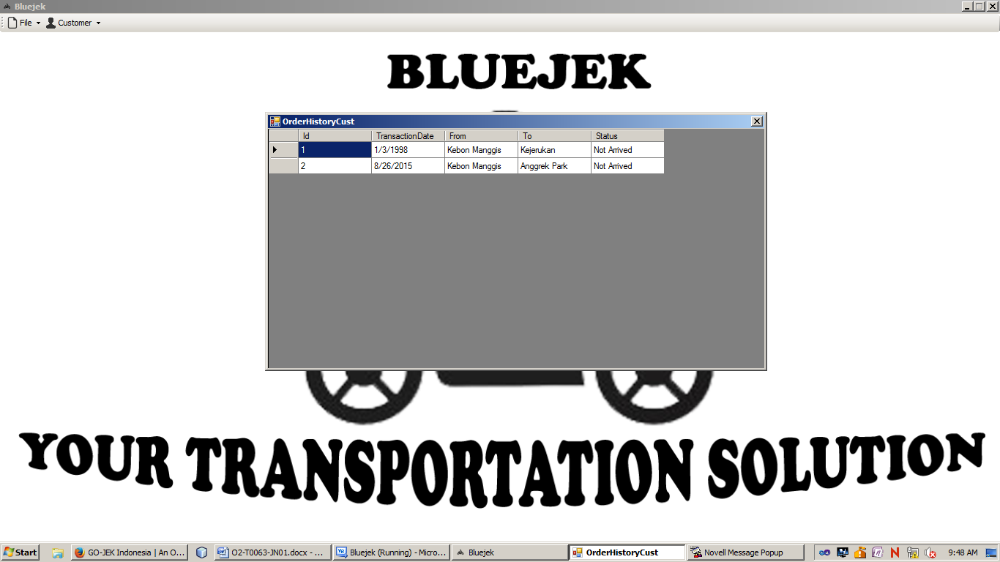 Bluejek
File Customer
BLUEJEK
OrderHistoryCust
Id TransactionDate From To Status
1 1/3/1998 Kebon Manggis Kejerukan Not Arrived
2 8/26/2015 Kebon Manggis Anggrek Park Not Arrived
YOUR TRANSPORTATION SOLUTION
Start GO-JEK Indonesia | An O... O2-T0063-JN01.docx - ... Bluejek (Running) - Micro... Bluejek OrderHistoryCust Novell Message Popup 9:48 AM